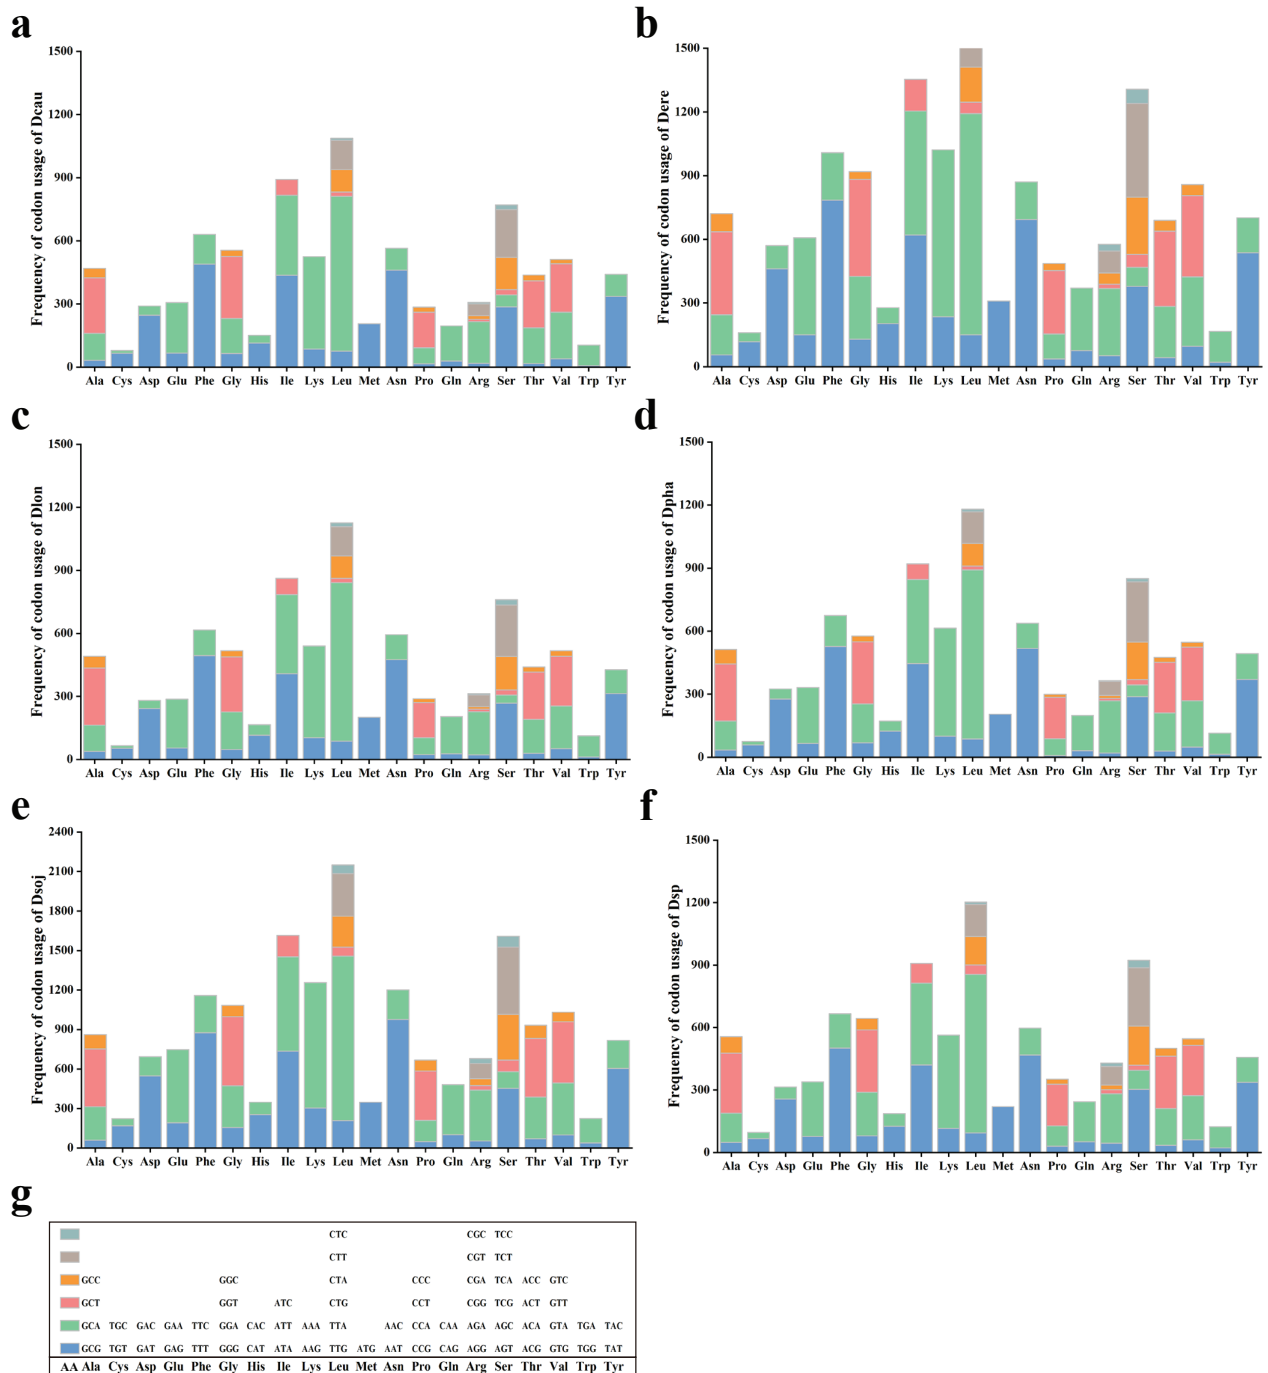 a
Frequency of codon usage of Dcau
1500
1200
900
600
300
0
Ala Cys Asp Glu Phe Gly His Ile Lys Leu Met Asn Pro Gln Arg Ser Thr Val Trp Tyr
b
Frequency of codon usage of Dere
1500
1200
900
600
300
0
Ala Cys Asp Glu Phe Gly His Ile Lys Leu Met Asn Pro Gln Arg Ser Thr Val Trp Tyr
c
Frequency of codon usage of Dlon
1500
1200
900
600
300
0
Ala Cys Asp Glu Phe Gly His Ile Lys Leu Met Asn Pro Gln Arg Ser Thr Val Trp Tyr
d
Frequency of codon usage of Dpha
1500
1200
900
600
300
0
Ala Cys Asp Glu Phe Gly His Ile Lys Leu Met Asn Pro Gln Arg Ser Thr Val Trp Tyr
e
Frequency of codon usage of Dsoj
2400
2100
1800
1500
1200
900
600
300
0
Ala Cys Asp Glu Phe Gly His Ile Lys Leu Met Asn Pro Gln Arg Ser Thr Val Trp Tyr
f
Frequency of codon usage of Dsp
1500
1200
900
600
300
0
Ala Cys Asp Glu Phe Gly His Ile Lys Leu Met Asn Pro Gln Arg Ser Thr Val Trp Tyr
g
CTC CGC TCC
CTT CGT TCT
GCC GGC CTA CCC CGA TCA ACC GTC
GCT GGT ATC CTG CCT CGG TCG ACT GTT
GCA TGC GAC GAA TTC GGA CAC ATT AAA TTA AAC CCA CAA AGA AGC ACA GTA TGA TAC
GCG TGT GAT GAG TTT GGG CAT ATA AAG TTG ATG AAT CCG CAG AGG AGT ACG GTG TGG TAT
AA Ala Cys Asp Glu Phe Gly His Ile Lys Leu Met Asn Pro Gln Arg Ser Thr Val Trp Tyr